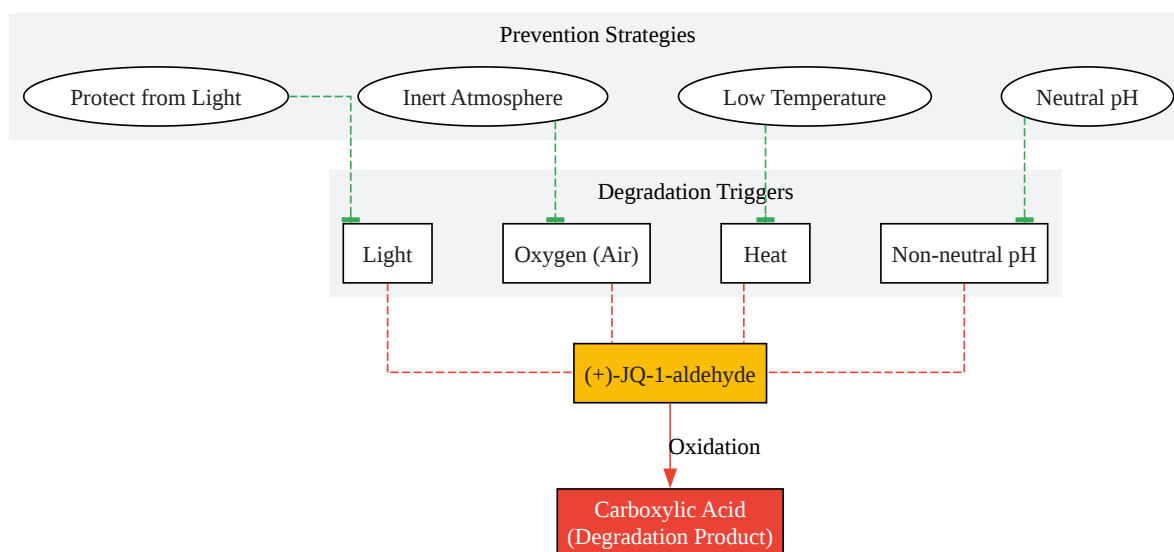 Prevention Strategies
Protect from Light
Inert Atmosphere
Low Temperature
Neutral pH
Degradation Triggers
Light
Oxygen (Air)
Heat
Non-neutral pH
(+)-JQ-1-aldehyde
Oxidation
Carboxylic Acid
(Degradation Product)